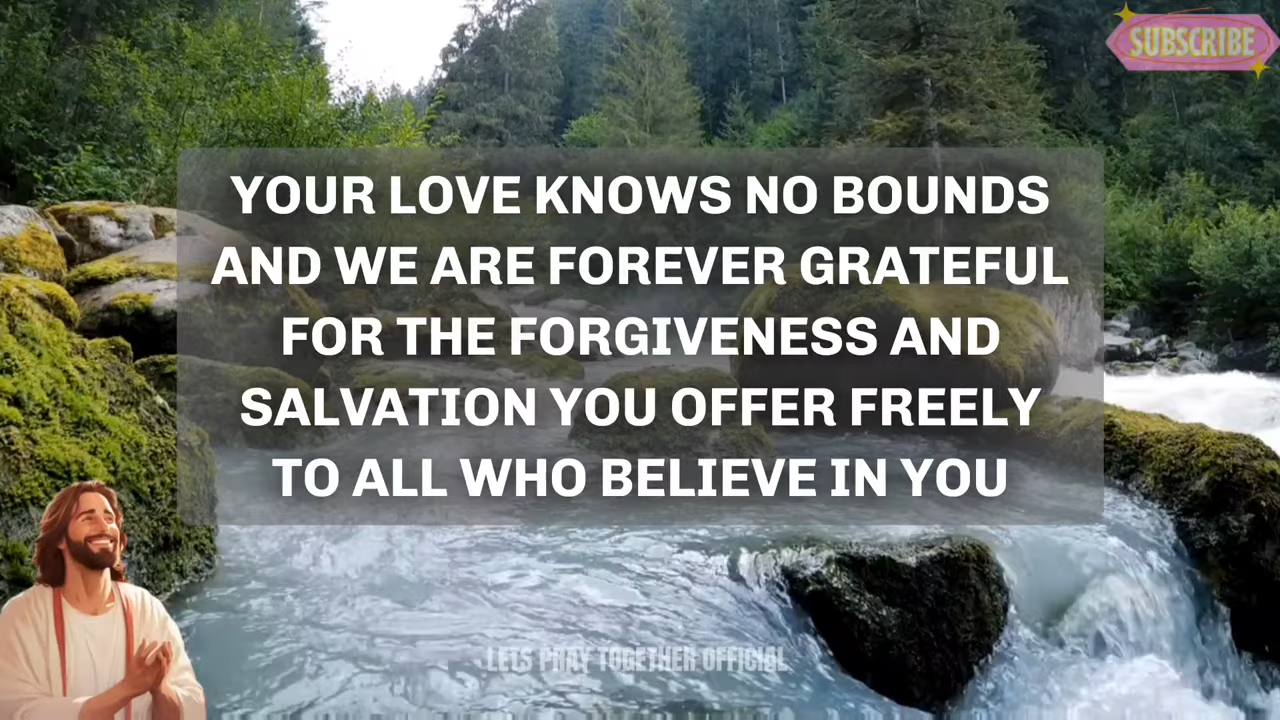 SUBSCRIBE
YOUR LOVE KNOWS NO BOUNDS
AND WE ARE FOREVER GRATEFUL
FOR THE FORGIVENESS AND
SALVATION YOU OFFER FREELY
TO ALL WHO BELIEVE IN YOU
LETS PRAY TOGETHER OFFICIAL